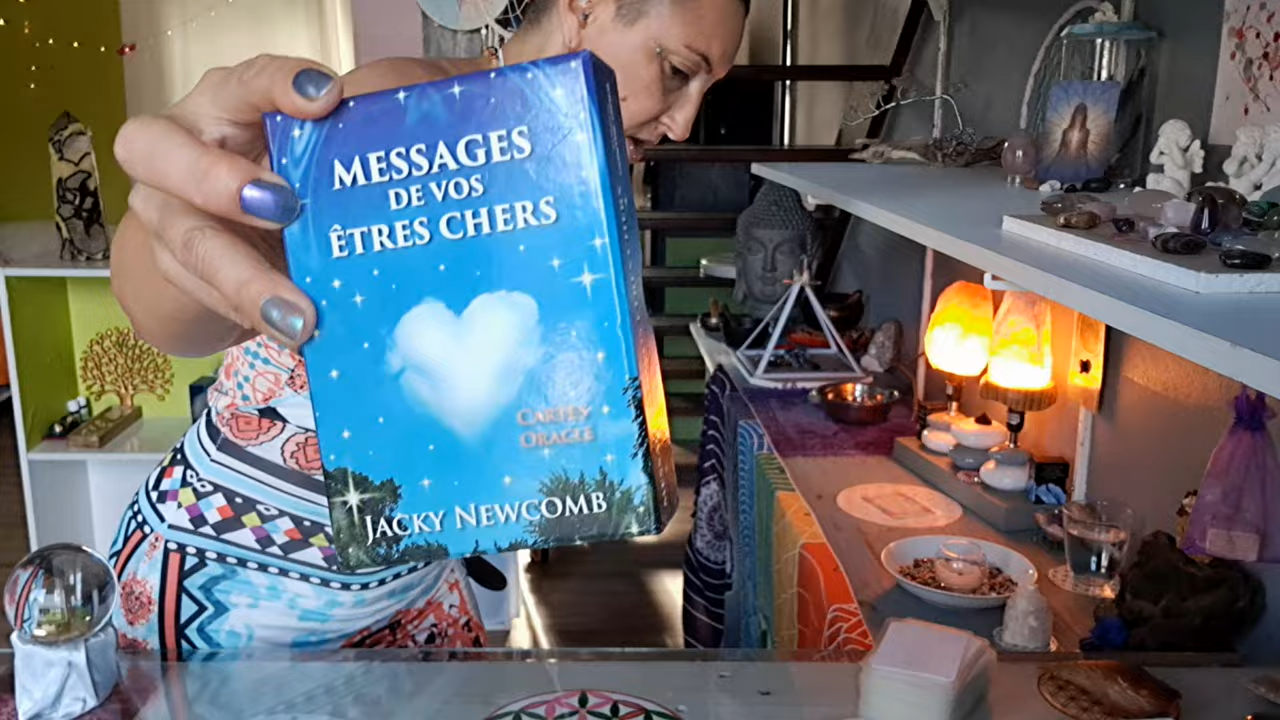 MESSAGES
DE VOS
ÊTRES CHERS
CARTES
ORACLE
JACKY NEWCOMB